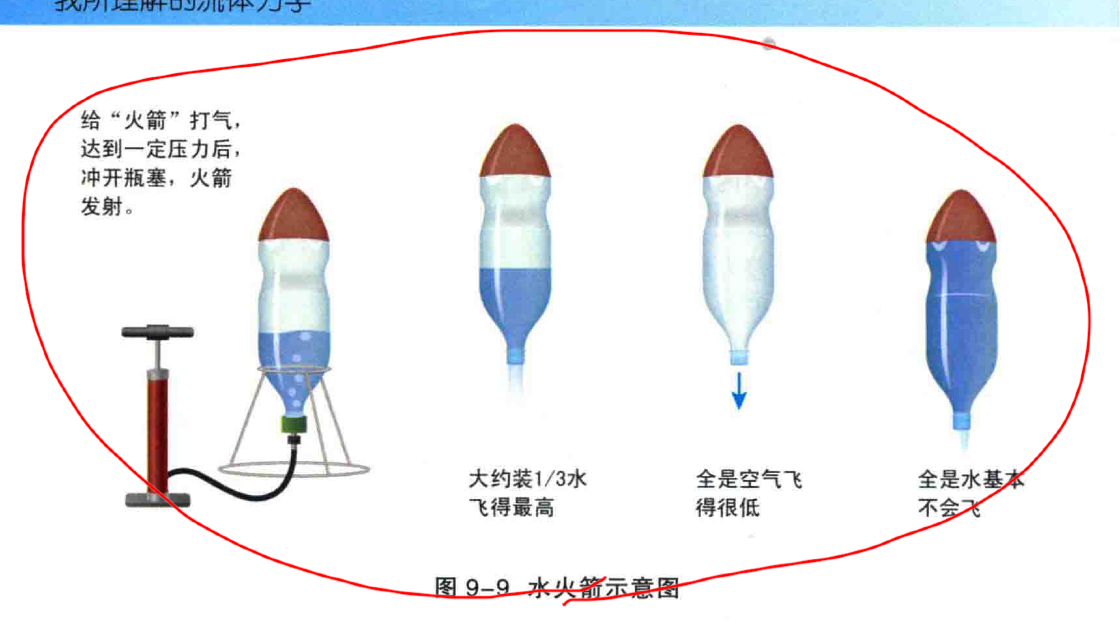 我所理解的流体力学
给“火箭”打气，
达到一定压力后，
冲开瓶塞，火箭
发射。
大约装1/3水
飞得最高
全是空气飞
得很低
全是水基本
不会飞
图 9-9 水火箭示意图